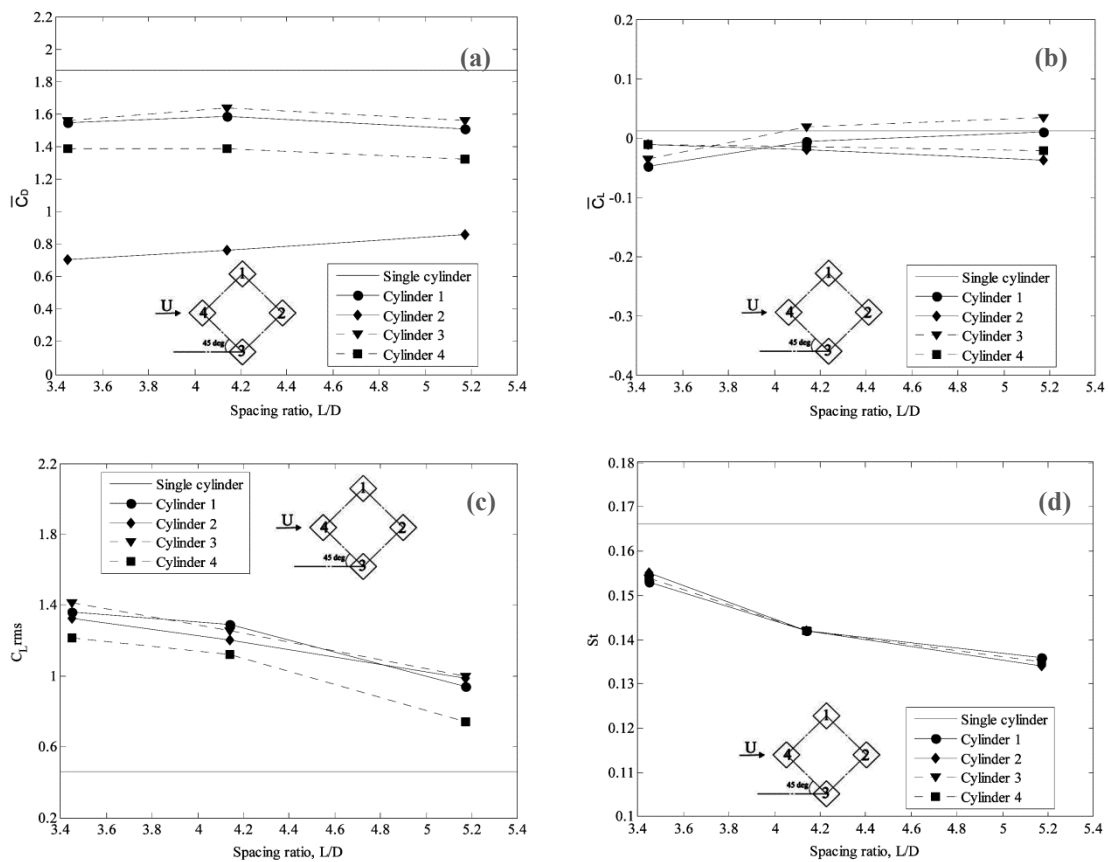 (a)
2.2
2
1.8
1.6
1.4
1.2
1
0.8
0.6
0.4
0.2
0
C̅D
Single cylinder
Cylinder 1
Cylinder 2
Cylinder 3
Cylinder 4
U
1
4
2
3
45 deg
3.4 3.6 3.8 4 4.2 4.4 4.6 4.8 5 5.2 5.4
Spacing ratio, L/D
(b)
0.2
0.1
0
-0.1
-0.2
-0.3
-0.4
C̅L
Single cylinder
Cylinder 1
Cylinder 2
Cylinder 3
Cylinder 4
U
1
4
2
3
45 deg
3.4 3.6 3.8 4 4.2 4.4 4.6 4.8 5 5.2 5.4
Spacing ratio, L/D
(c)
2.2
1.8
1.4
1
0.6
0.2
CLrms
Single cylinder
Cylinder 1
Cylinder 2
Cylinder 3
Cylinder 4
U
1
4
2
3
45 deg
3.4 3.6 3.8 4 4.2 4.4 4.6 4.8 5 5.2 5.4
Spacing ratio, L/D
(d)
0.18
0.17
0.16
0.15
0.14
0.13
0.12
0.11
0.1
St
Single cylinder
Cylinder 1
Cylinder 2
Cylinder 3
Cylinder 4
U
1
4
2
3
45 deg
3.4 3.6 3.8 4 4.2 4.4 4.6 4.8 5 5.2 5.4
Spacing ratio, L/D